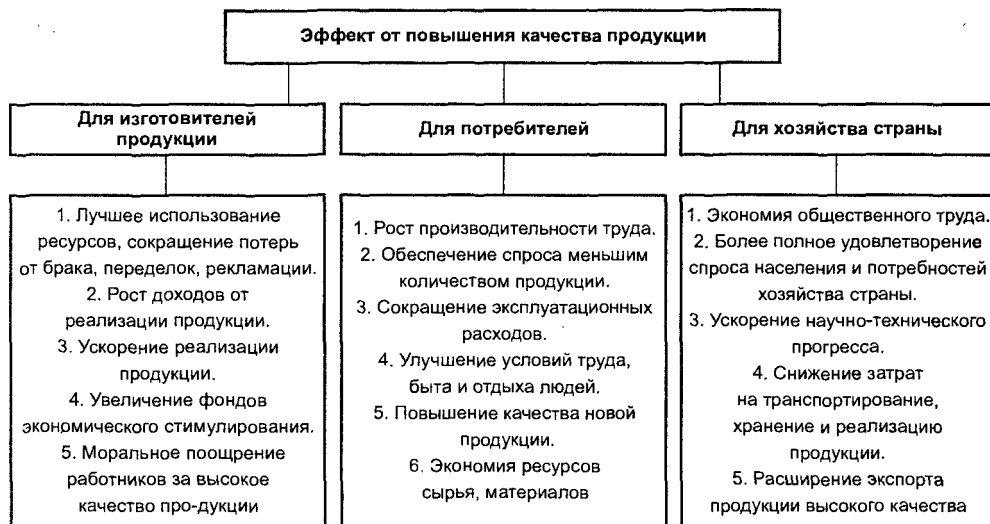 Эффект от повышения качества продукции
Для изготовителей
продукции
Для потребителей
Для хозяйства страны
1. Лучшее использование
ресурсов, сокращение потерь
от брака, переделок, рекламации.
2. Рост доходов от
реализации продукции.
3. Ускорение реализации
продукции.
4. Увеличение фондов
экономического стимулирования.
5. Моральное поощрение
работников за высокое
качество про-дукции
1. Рост производительности труда.
2. Обеспечение спроса меньшим
количеством продукции.
3. Сокращение эксплуатационных
расходов.
4. Улучшение условий труда,
быта и отдыха людей.
5. Повышение качества новой
продукции.
6. Экономия ресурсов
сырья, материалов
1. Экономия общественного труда.
2. Более полное удовлетворение
спроса населения и потребностей
хозяйства страны.
3. Ускорение научно-технического
прогресса.
4. Снижение затрат
на транспортирование,
хранение и реализацию
продукции.
5. Расширение экспорта
продукции высокого качества